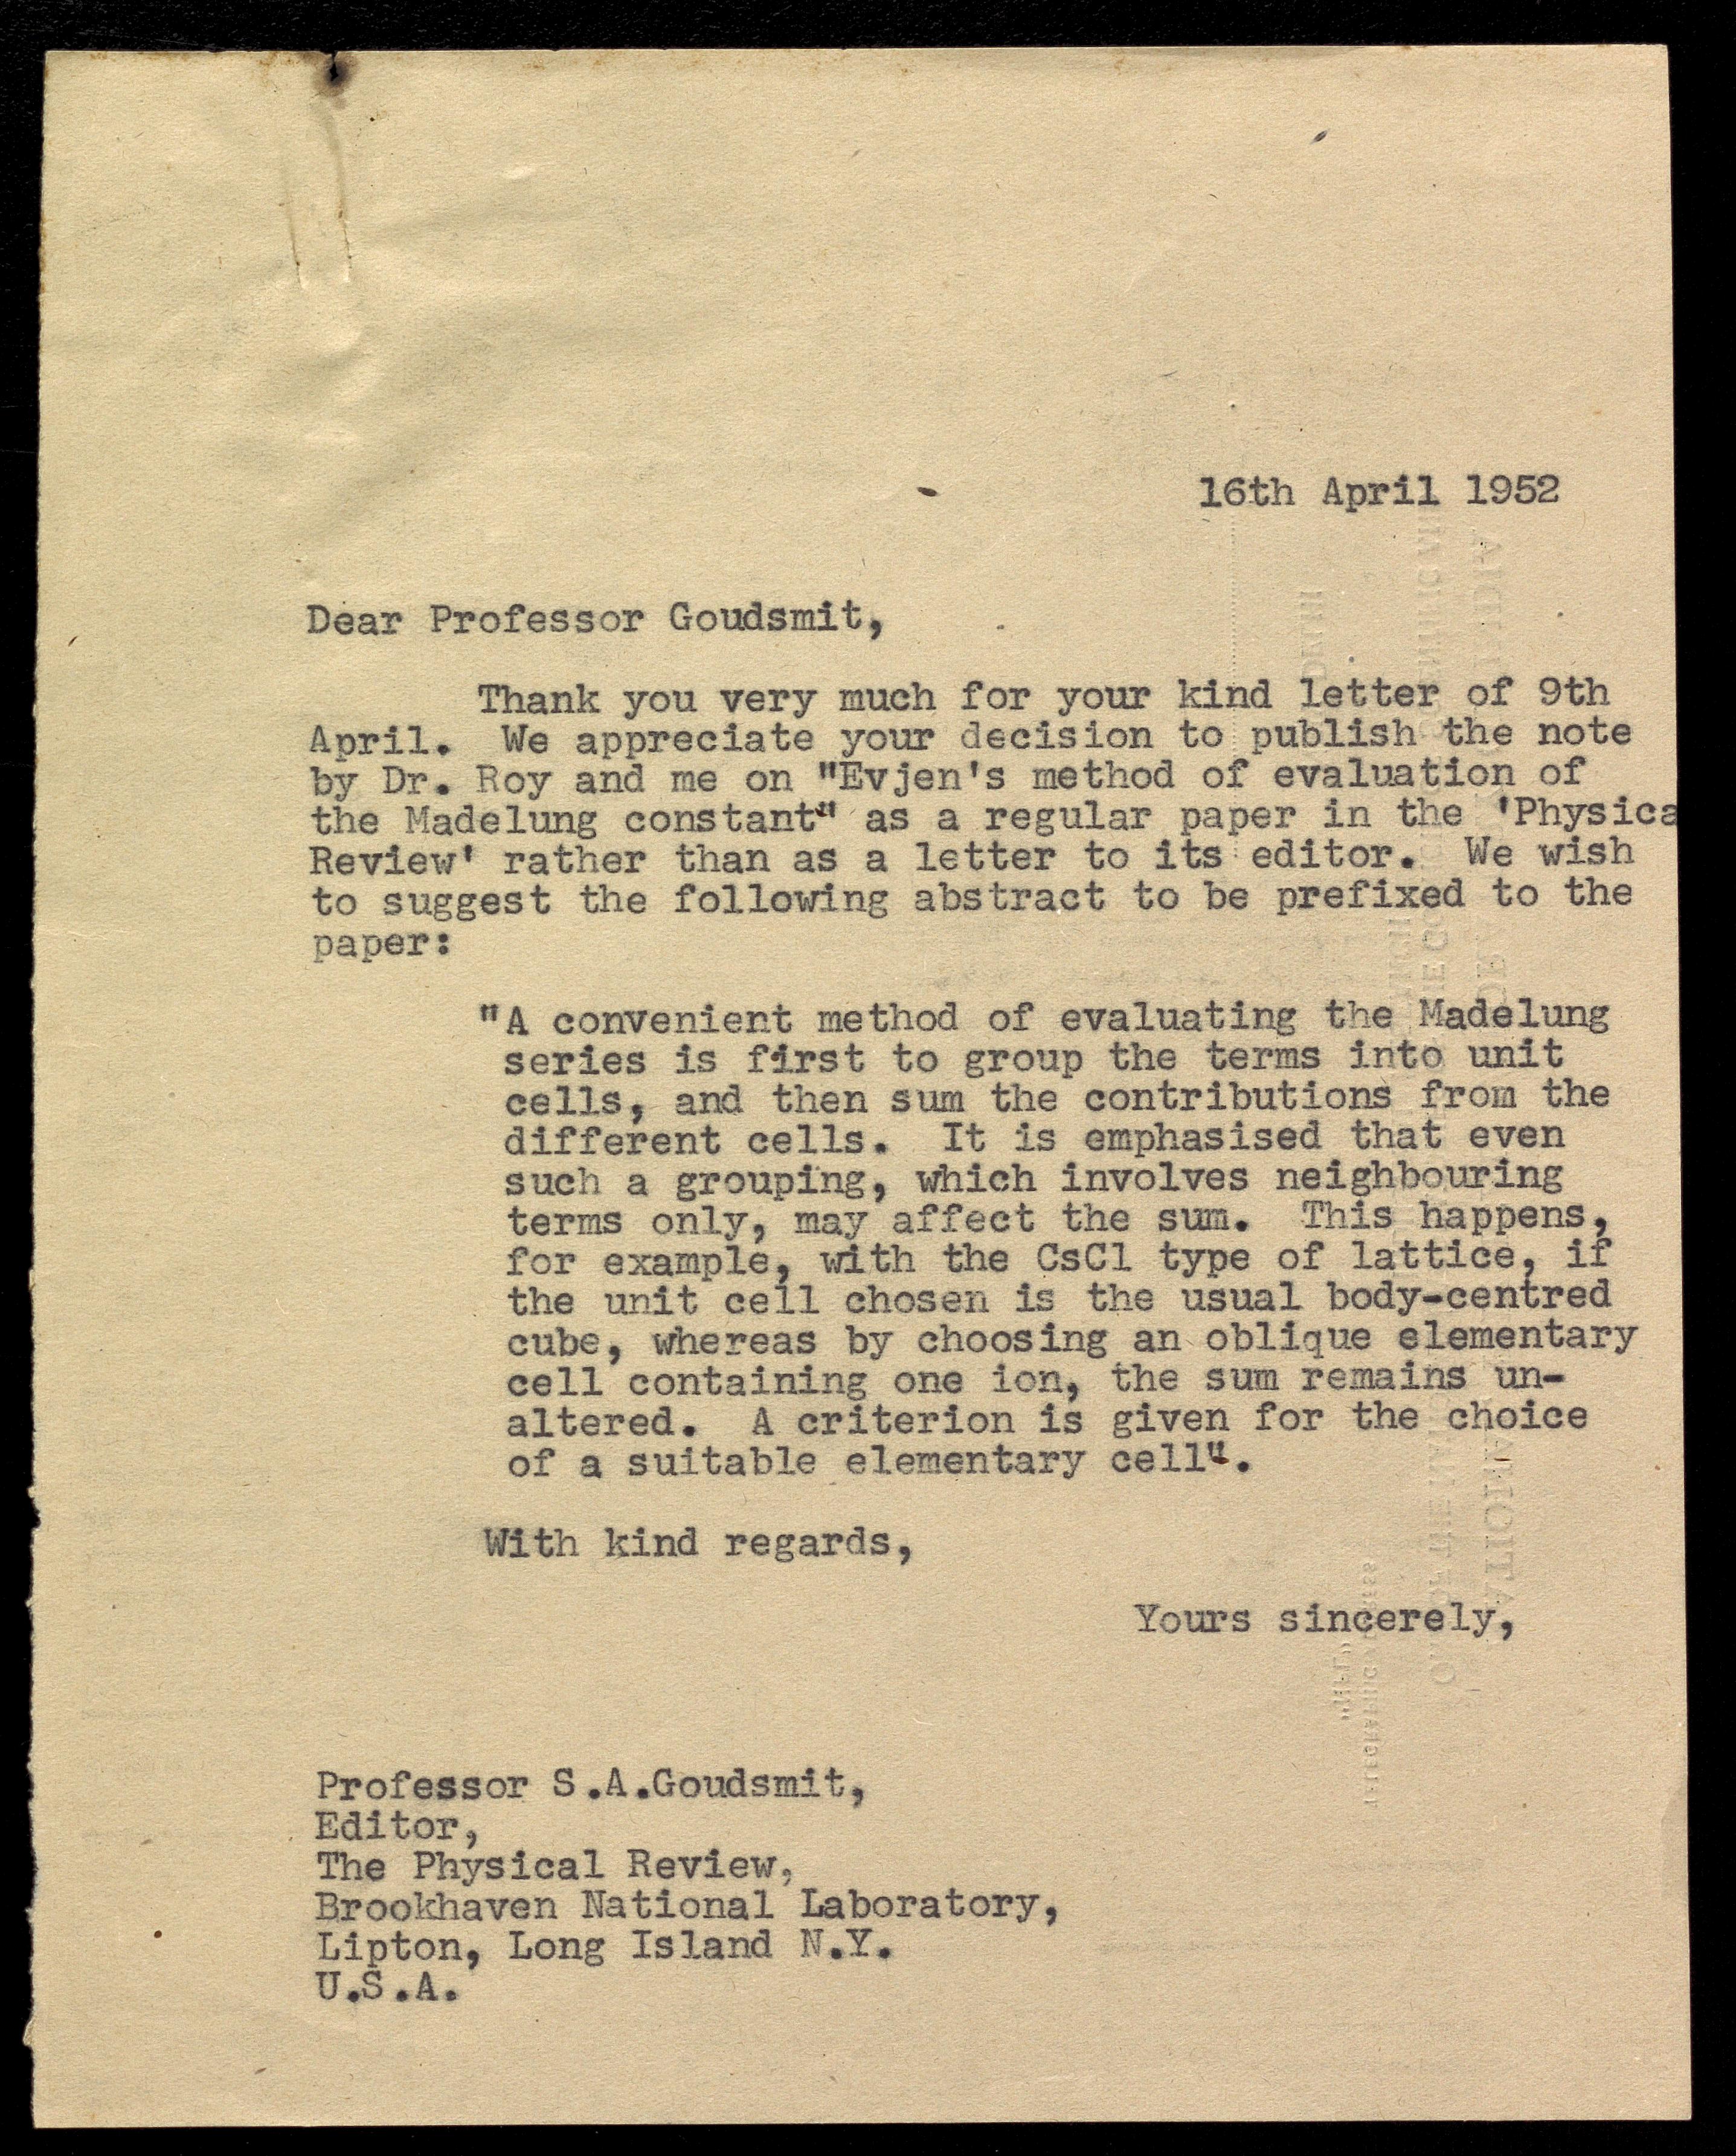 16th April 1952
Dear Professor Goudsmit,
Thank you very much for your kind letter of 9th
April. We appreciate your decision to publish the note
by Dr. Roy and me on "Evjen's method of evaluation of
the Madelung constant" as a regular paper in the 'Physica
Review' rather than as a letter to its editor. We wish
to suggest the following abstract to be prefixed to the
paper:
"A convenient method of evaluating the Madelung
series is first to group the terms into unit
cells, and then sum the contributions from the
different cells. It is emphasised that even
such a grouping, which involves neighbouring
terms only, may affect the sum. This happens,
for example, with the CsCl type of lattice, if
the unit cell chosen is the usual body-centred
cube, whereas by choosing an oblique elementary
cell containing one ion, the sum remains un-
altered. A criterion is given for the choice
of a suitable elementary cell".
With kind regards,
Yours sincerely,
Professor S.A.Goudsmit,
Editor,
The Physical Review,
Brookhaven National Laboratory,
Lipton, Long Island N.Y.
U.S.A.